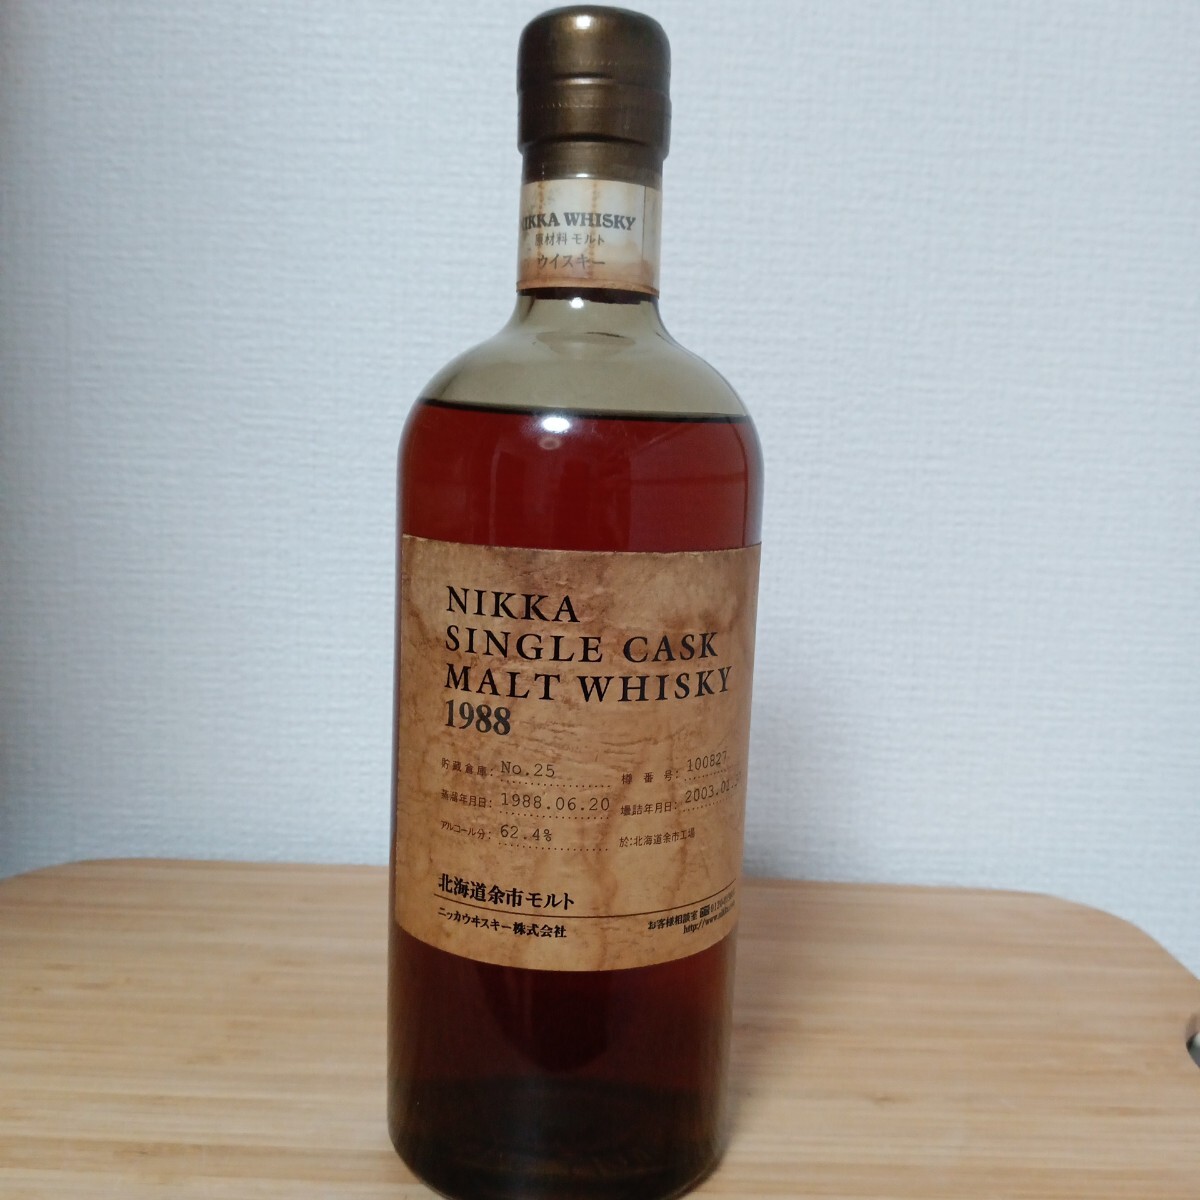 NIKKA WHISKY
原材料 モルト
ウイスキー
NIKKA
SINGLE CASK
MALT WHISKY
1988
貯蔵倉庫: No.25 樽番号: 100827
蒸溜年月日: 1988.06.20 壜詰年月日: 2003.01.
アルコール分: 62.4% 於:北海道余市工場
北海道余市モルト
ニッカウヰスキー株式会社
お客様相談室 0120
http://www.